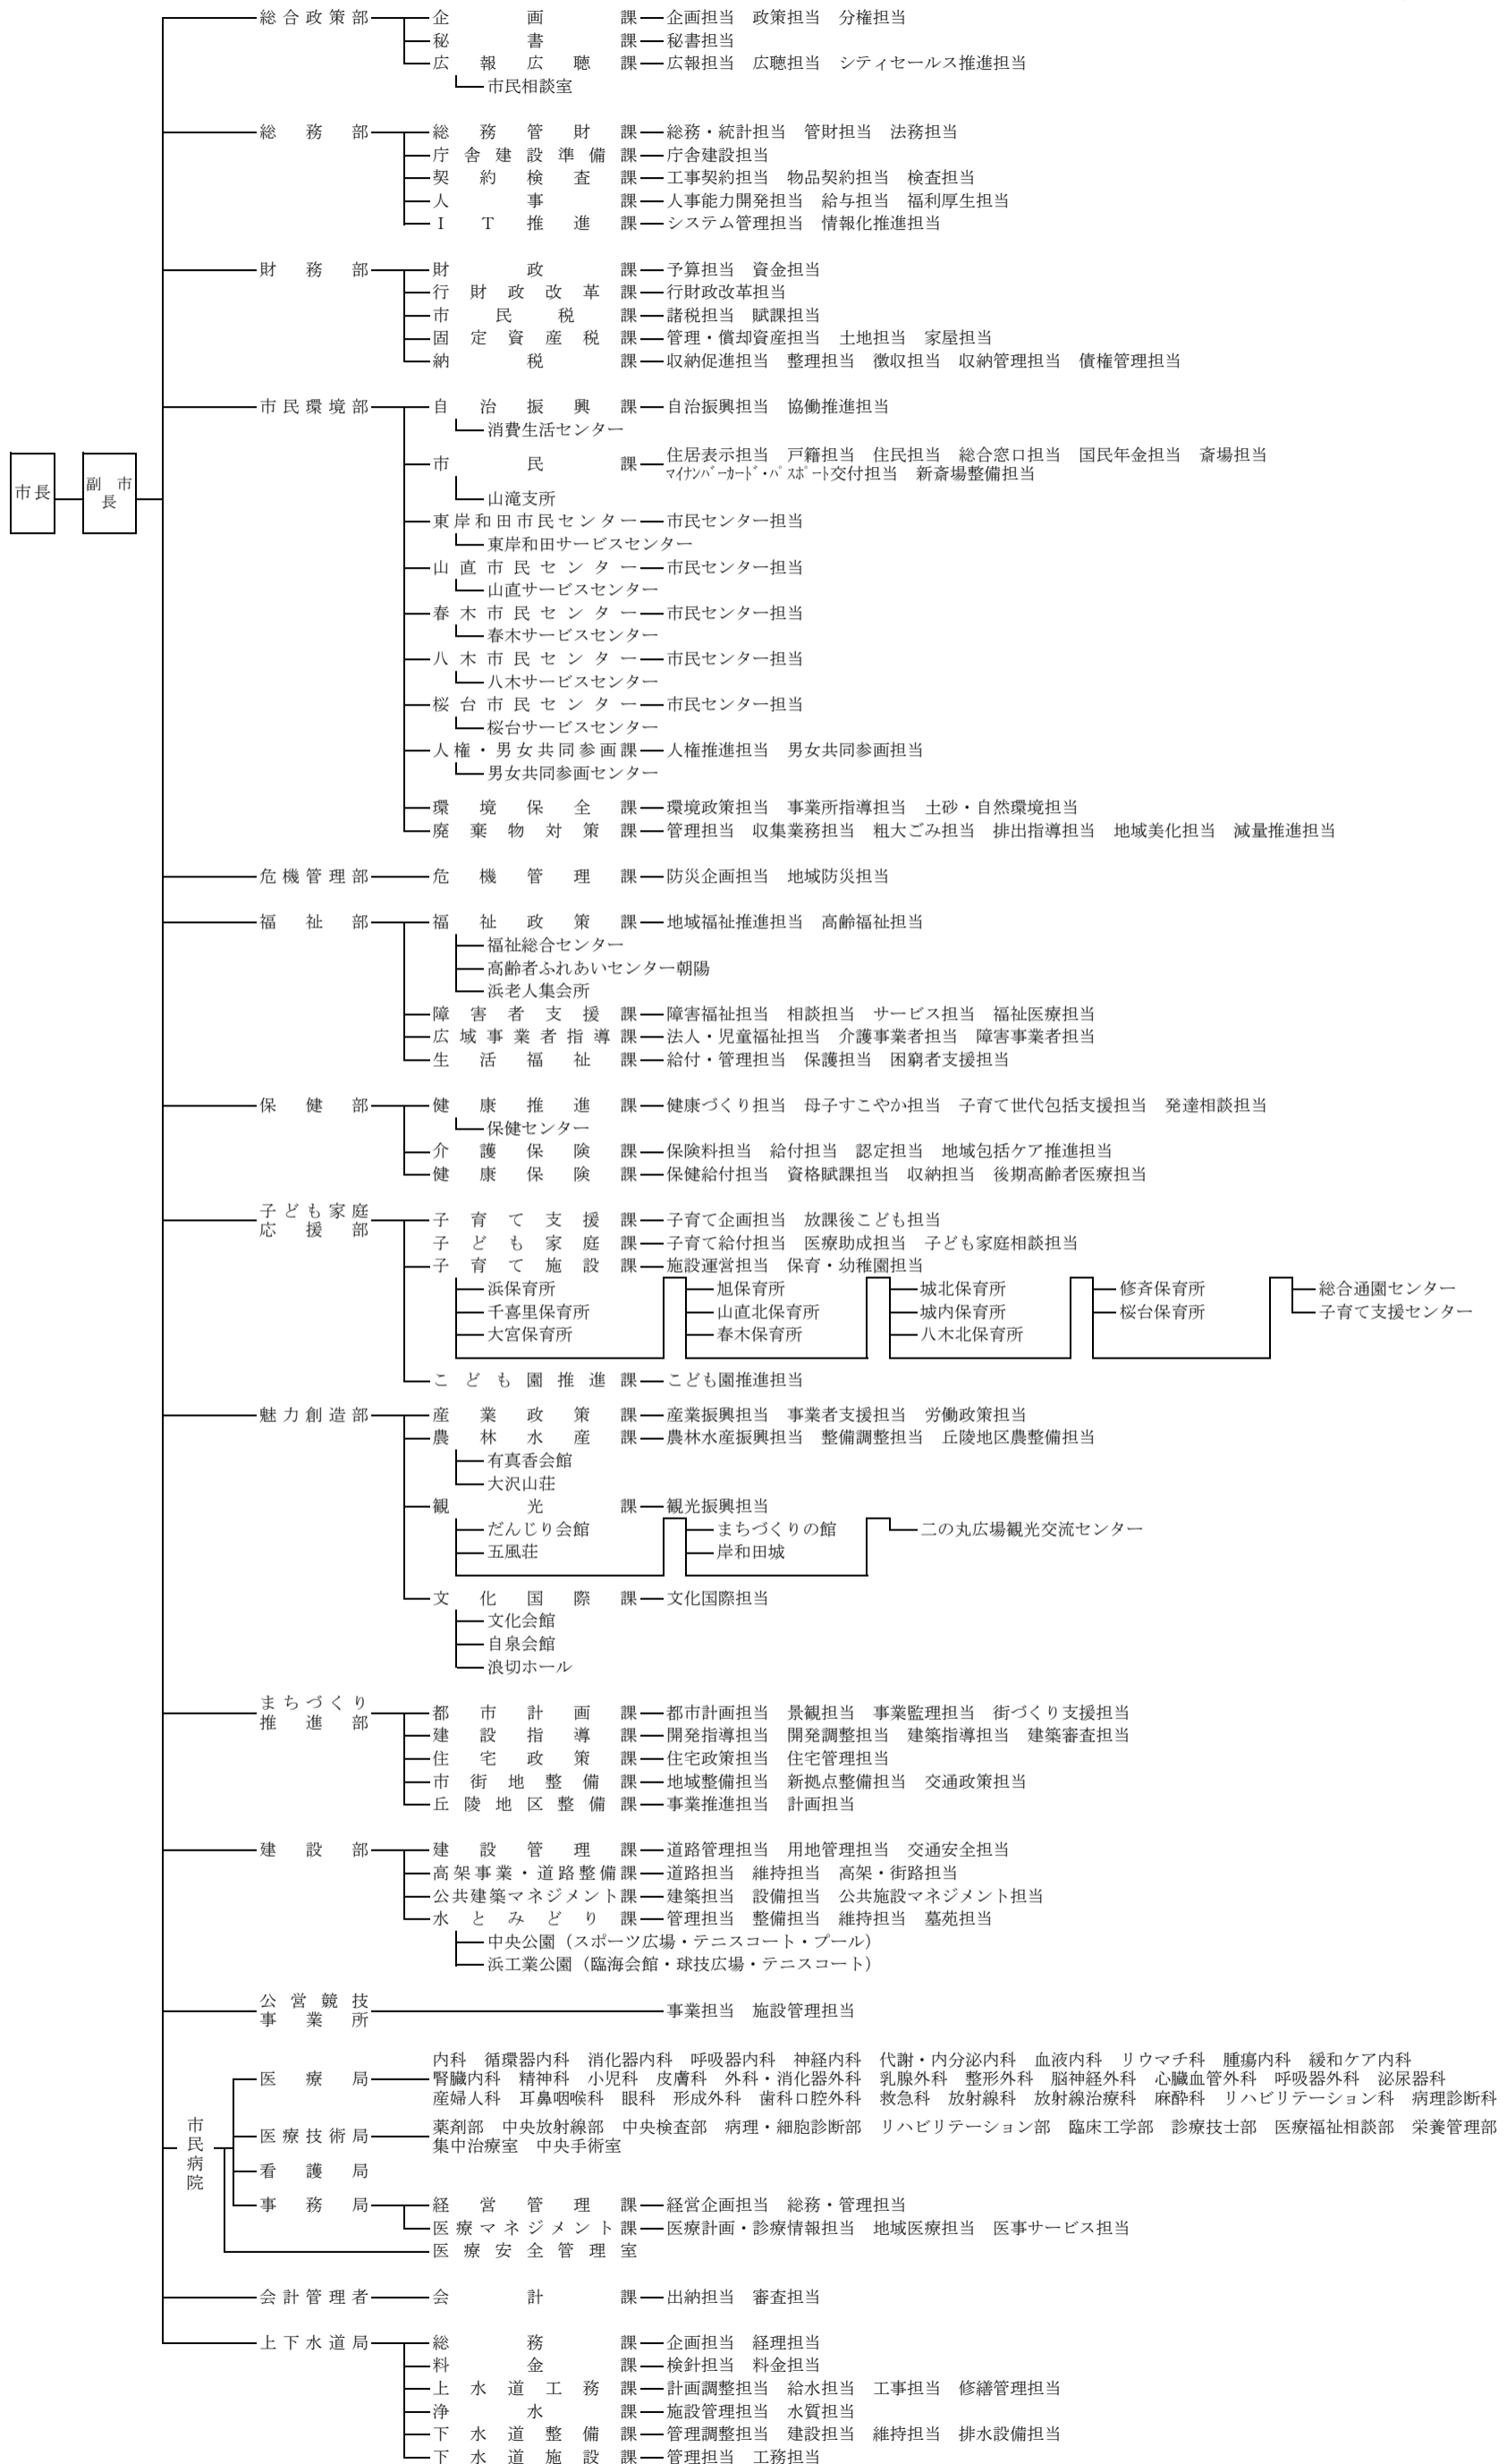 総合政策部 企画課 企画担当 政策担当 分権担当
秘書課 秘書担当
広報広聴課 広報担当 広聴担当 シティセールス推進担当
市民相談室
総務部 総務管財課 総務・統計担当 管財担当 法務担当
庁舎建設準備課 庁舎建設担当
契約検査課 工事契約担当 物品契約担当 検査担当
人事課 人事能力開発担当 給与担当 福利厚生担当
IT推進課 システム管理担当 情報化推進担当
財務部 財政課 予算担当 資金担当
行財政改革課 行財政改革担当
市民税課 諸税担当 賦課担当
固定資産税課 管理・償却資産担当 土地担当 家屋担当
納税課 収納促進担当 整理担当 徴収担当 収納管理担当 債権管理担当
市民環境部 自治振興課 自治振興担当 協働推進担当
消費生活センター
市長 副市長
市民課 住居表示担当 戸籍担当 住民担当 総合窓口担当 国民年金担当 斎場担当
ﾏｲﾅﾝﾊﾞｰｶｰﾄﾞ・ﾊﾟｽﾎﾟｰﾄ交付担当 新斎場整備担当
山滝支所
東岸和田市民センター 市民センター担当
東岸和田サービスセンター
山直市民センター 市民センター担当
山直サービスセンター
春木市民センター 市民センター担当
春木サービスセンター
八木市民センター 市民センター担当
八木サービスセンター
桜台市民センター 市民センター担当
桜台サービスセンター
人権・男女共同参画課 人権推進担当 男女共同参画担当
男女共同参画センター
環境保全課 環境政策担当 事業所指導担当 土砂・自然環境担当
廃棄物対策課 管理担当 収集業務担当 粗大ごみ担当 排出指導担当 地域美化担当 減量推進担当
危機管理部 危機管理課 防災企画担当 地域防災担当
福祉部 福祉政策課 地域福祉推進担当 高齢福祉担当
福祉総合センター
高齢者ふれあいセンター朝陽
浜老人集会所
障害者支援課 障害福祉担当 相談担当 サービス担当 福祉医療担当
広域事業者指導課 法人・児童福祉担当 介護事業者担当 障害事業者担当
生活福祉課 給付・管理担当 保護担当 困窮者支援担当
保健部 健康推進課 健康づくり担当 母子すこやか担当 子育て世代包括支援担当 発達相談担当
保健センター
介護保険課 保険料担当 給付担当 認定担当 地域包括ケア推進担当
健康保険課 保健給付担当 資格賦課担当 収納担当 後期高齢者医療担当
子ども家庭応援部 子育て支援課 子育て企画担当 放課後こども担当
子ども家庭課 子育て給付担当 医療助成担当 子ども家庭相談担当
子育て施設課 施設運営担当 保育・幼稚園担当
浜保育所 旭保育所 城北保育所 修斉保育所 総合通園センター
千喜里保育所 山直北保育所 城内保育所 桜台保育所 子育て支援センター
大宮保育所 春木保育所 八木北保育所
こども園推進課 こども園推進担当
魅力創造部 産業政策課 産業振興担当 事業者支援担当 労働政策担当
農林水産課 農林水産振興担当 整備調整担当 丘陵地区農整備担当
有真香会館
大沢山荘
観光課 観光振興担当
だんじり会館 まちづくりの館 二の丸広場観光交流センター
五風荘 岸和田城
文化国際課 文化国際担当
文化会館
自泉会館
浪切ホール
まちづくり推進部 都市計画課 都市計画担当 景観担当 事業監理担当 街づくり支援担当
建設指導課 開発指導担当 開発調整担当 建築指導担当 建築審査担当
住宅政策課 住宅政策担当 住宅管理担当
市街地整備課 地域整備担当 新拠点整備担当 交通政策担当
丘陵地区整備課 事業推進担当 計画担当
建設部 建設管理課 道路管理担当 用地管理担当 交通安全担当
高架事業・道路整備課 道路担当 維持担当 高架・街路担当
公共建築マネジメント課 建築担当 設備担当 公共施設マネジメント担当
水とみどり課 管理担当 整備担当 維持担当 墓苑担当
中央公園（スポーツ広場・テニスコート・プール）
浜工業公園（臨海会館・球技広場・テニスコート）
公営競技事業所 事業担当 施設管理担当
市民病院
内科 循環器内科 消化器内科 呼吸器内科 神経内科 代謝・内分泌内科 血液内科 リウマチ科 腫瘍内科 緩和ケア内科
医療局 腎臓内科 精神科 小児科 皮膚科 外科・消化器外科 乳腺外科 整形外科 脳神経外科 心臓血管外科 呼吸器外科 泌尿器科
産婦人科 耳鼻咽喉科 眼科 形成外科 歯科口腔外科 救急科 放射線科 放射線治療科 麻酔科 リハビリテーション科 病理診断科
医療技術局 薬剤部 中央放射線部 中央検査部 病理・細胞診断部 リハビリテーション部 臨床工学部 診療技士部 医療福祉相談部 栄養管理部
集中治療室 中央手術室
看護局
事務局 経営管理課 経営企画担当 総務・管理担当
医療マネジメント課 医療計画・診療情報担当 地域医療担当 医事サービス担当
医療安全管理室
会計管理者 会計課 出納担当 審査担当
上下水道局 総務課 企画担当 経理担当
料金課 検針担当 料金担当
上水道工務課 計画調整担当 給水担当 工事担当 修繕管理担当
浄水課 施設管理担当 水質担当
下水道整備課 管理調整担当 建設担当 維持担当 排水設備担当
下水道施設課 管理担当 工務担当